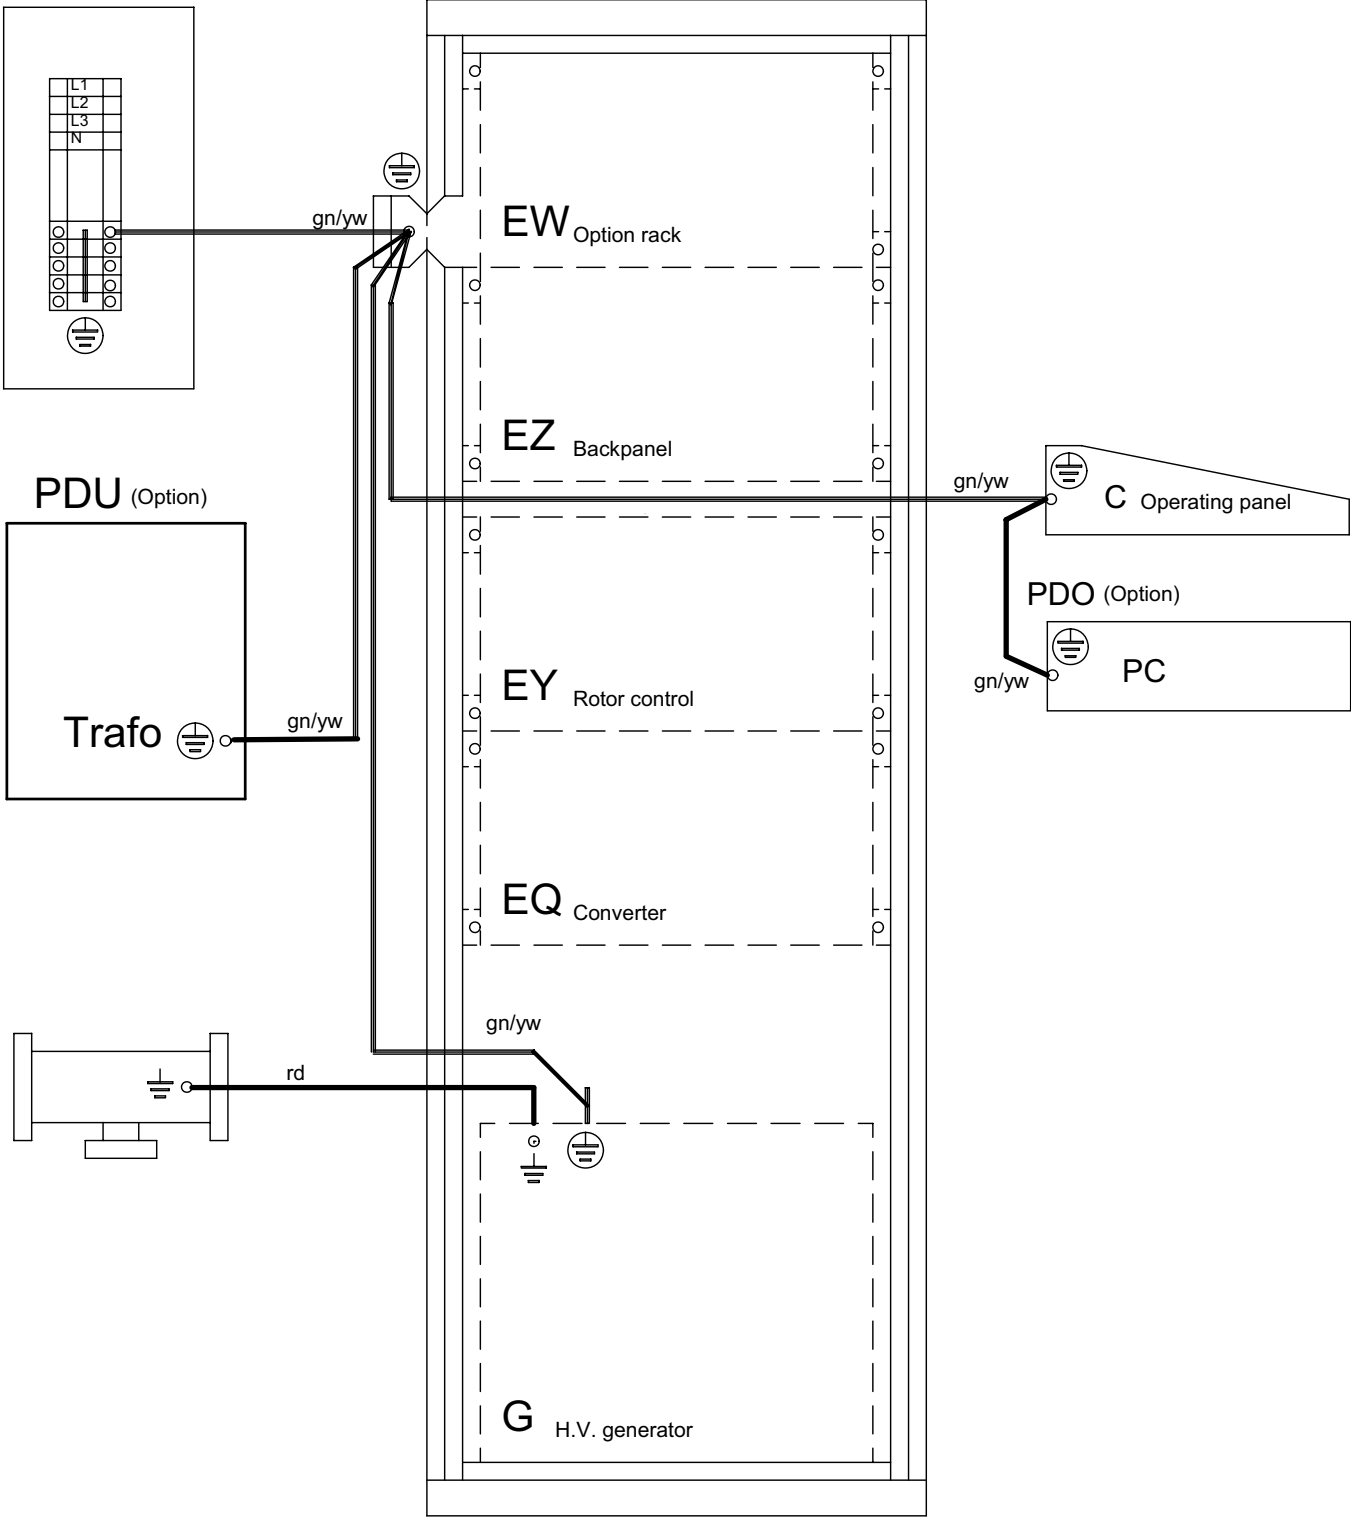 L1
L2
L3
N
gn/yw
EW Option rack
EZ Backpanel
PDU (Option)
gn/yw
C Operating panel
PDO (Option)
gn/yw
PC
EY Rotor control
Trafo
gn/yw
EQ Converter
gn/yw
rd
G H.V. generator